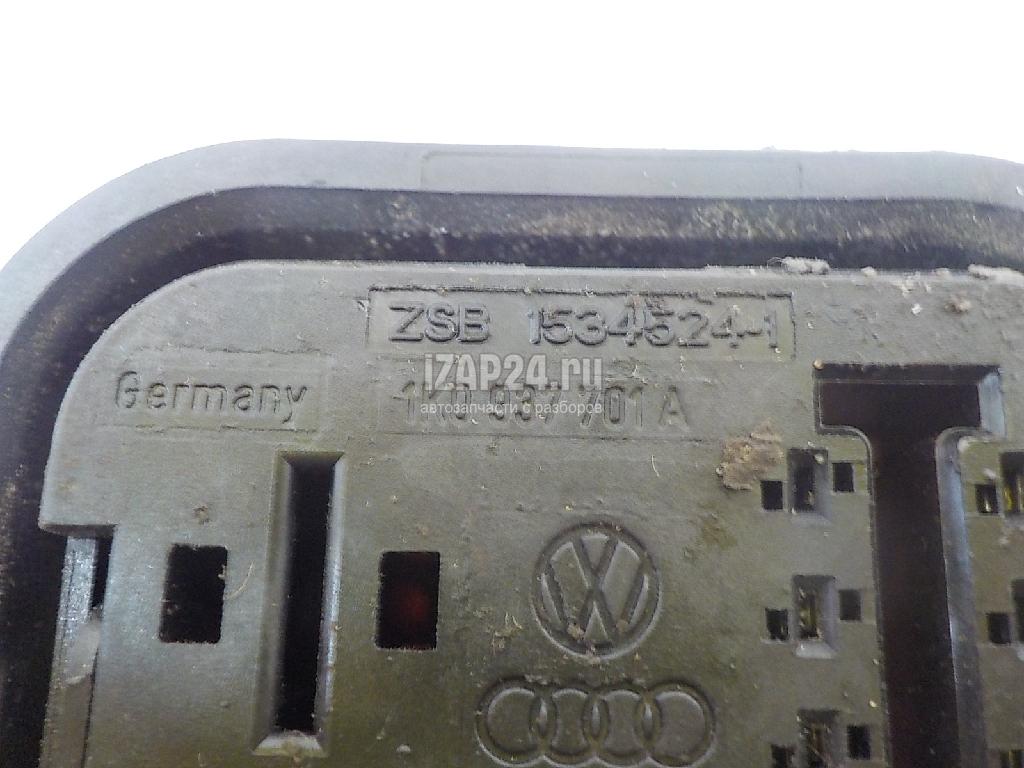 ZSB 1534524-1
iZAP24.ru
Germany
1K0 937 701 A
автозапчасти с разборов